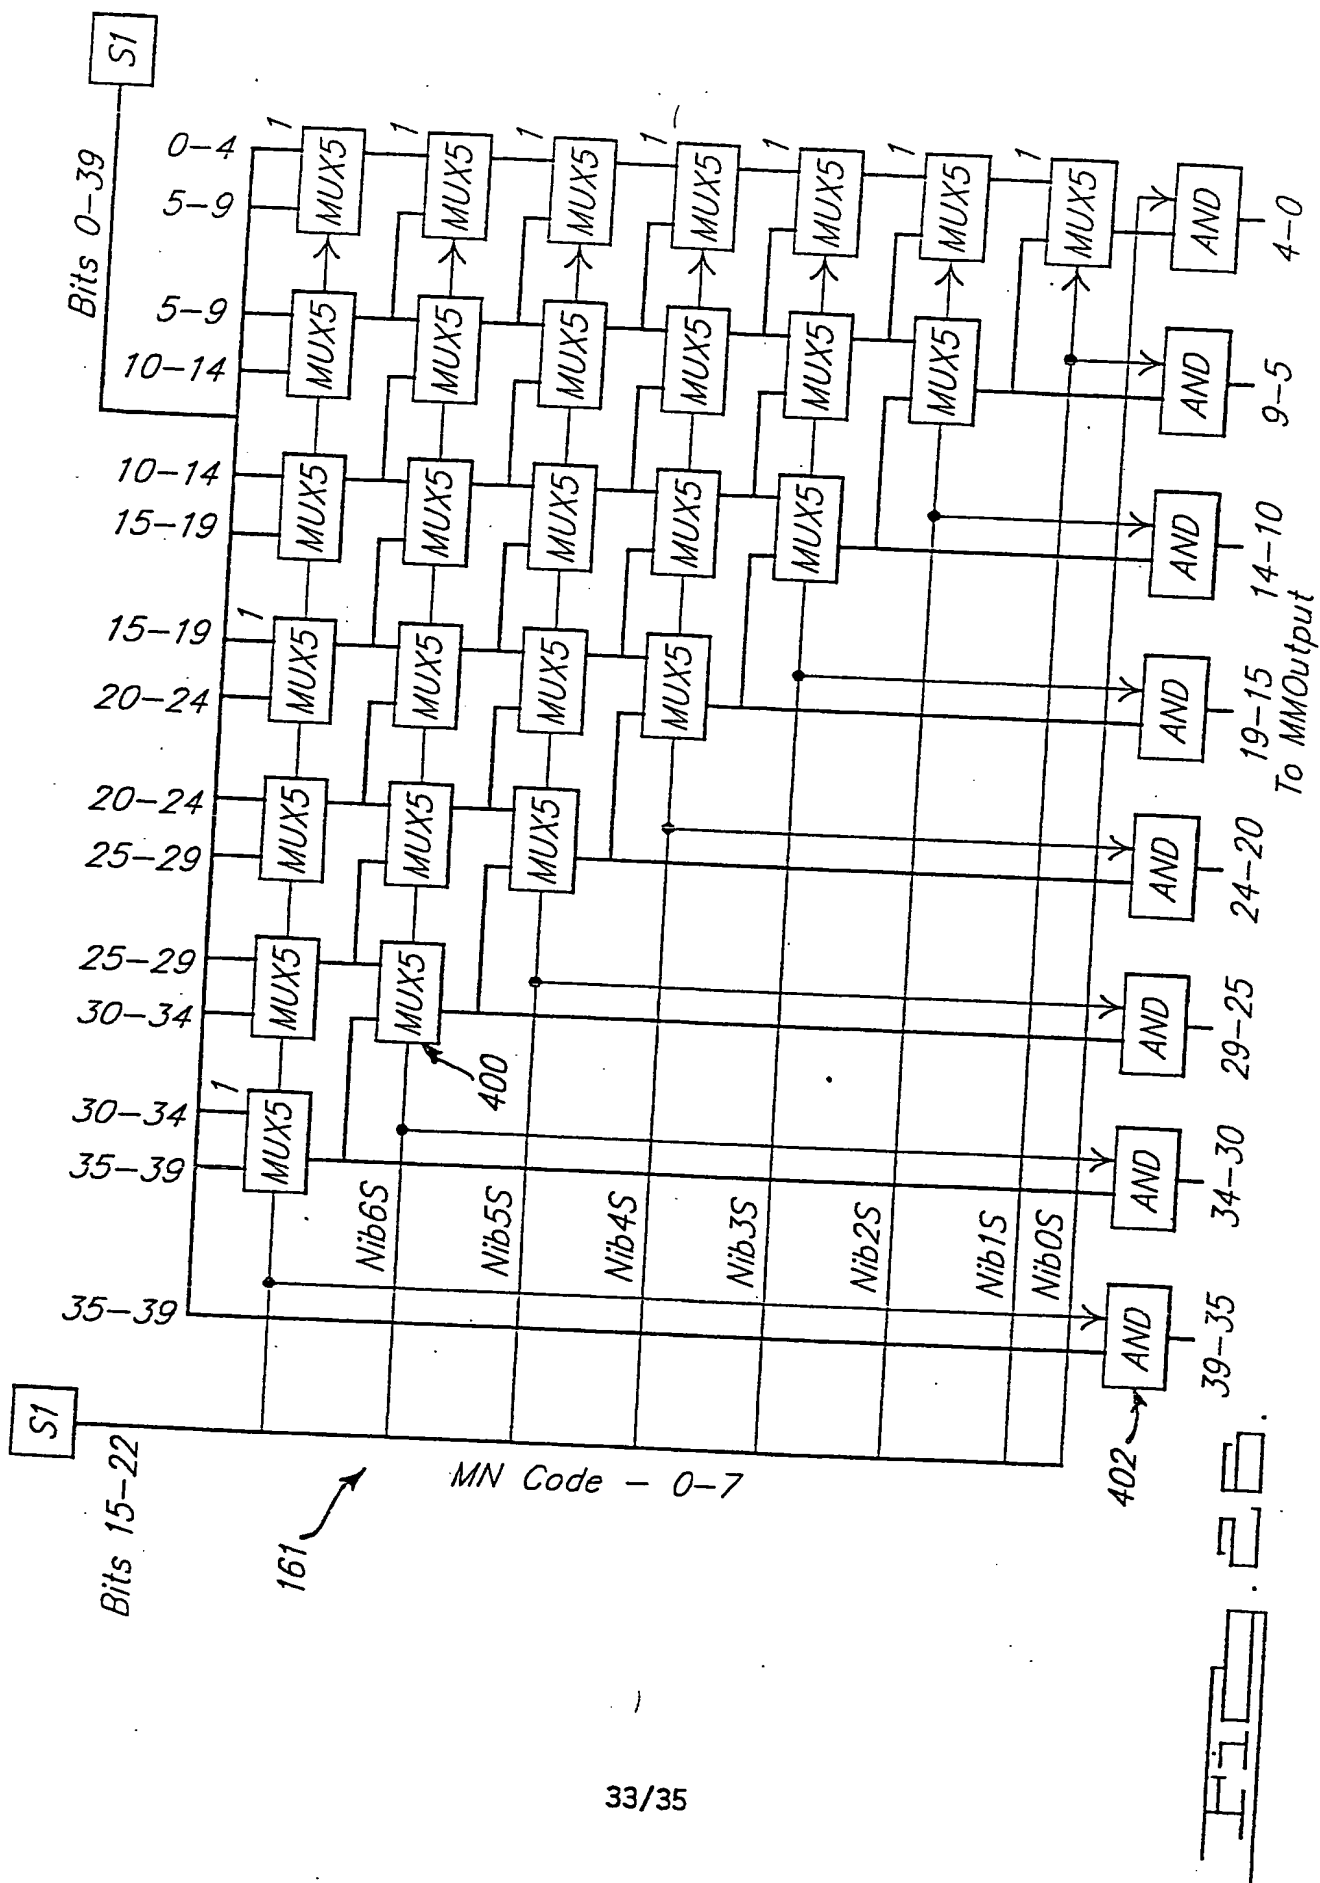 S1
Bits 0-39
0-4 1 1 1 1 1 1 1
5-9 MUX5 MUX5 MUX5 MUX5 MUX5 MUX5 MUX5 AND
4-0
5-9
10-14 MUX5 MUX5 MUX5 MUX5 MUX5 MUX5 AND
9-5
10-14
15-19 MUX5 MUX5 MUX5 MUX5 MUX5 AND
14-10
15-19 1
20-24 MUX5 MUX5 MUX5 MUX5 AND
19-15
To MMOutput
20-24
25-29 MUX5 MUX5 MUX5 AND
24-20
25-29
30-34 MUX5 MUX5 AND
29-25
400
30-34 1
35-39 MUX5 AND
34-30
Nib6S
Nib5S
Nib4S
Nib3S
Nib2S
Nib1S
Nib0S
35-39 AND
39-35
402
S1
Bits 15-22
MN Code - 0-7
161
Fig. 26.
33/35